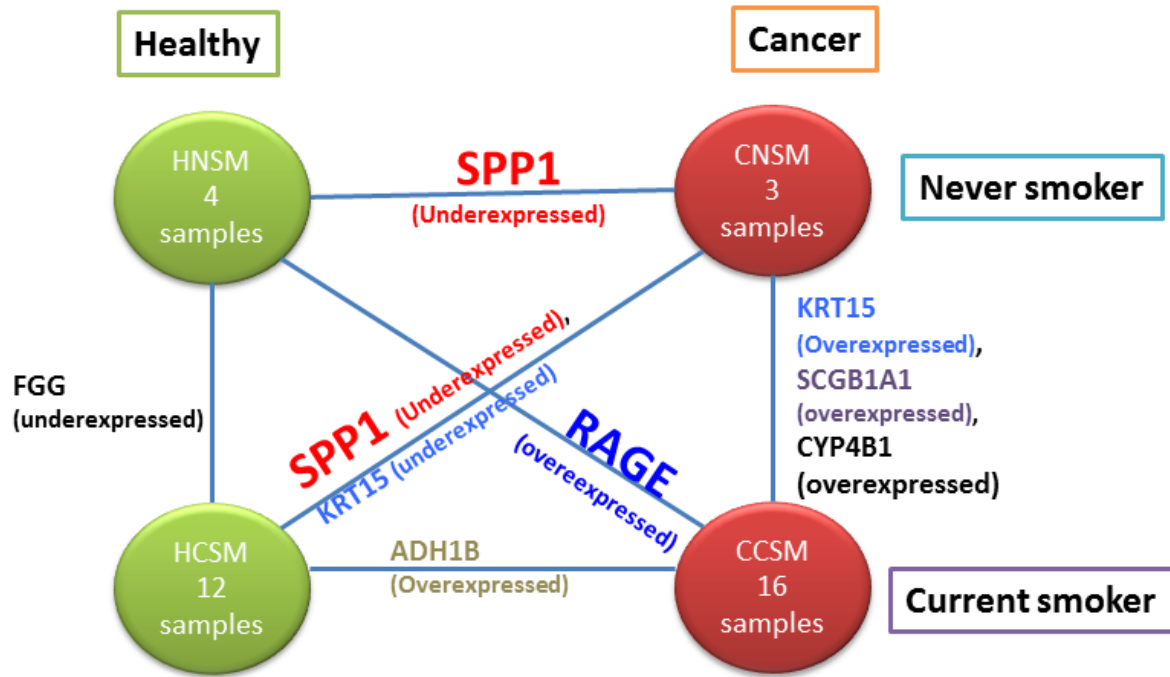 Healthy
Cancer
HNSM
4
samples
SPP1
(Underexpressed)
CNSM
3
samples
Never smoker
FGG
(underexpressed)
SPP1 (Underexpressed),
KRT15 (underexpressed)
RAGE
(overeexpressed)
KRT15
(Overexpressed),
SCGB1A1
(overexpressed),
CYP4B1
(overexpressed)
HCSM
12
samples
ADH1B
(Overexpressed)
CCSM
16
samples
Current smoker